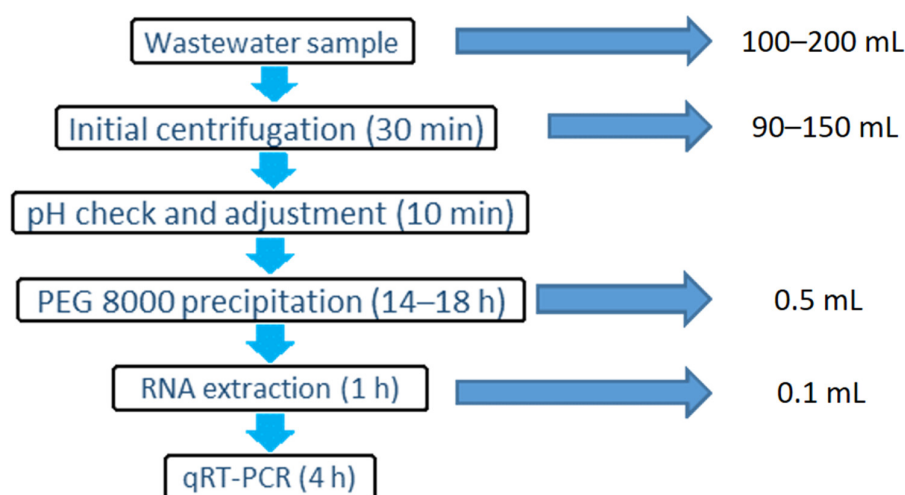 Wastewater sample
100–200 mL
Initial centrifugation (30 min)
90–150 mL
pH check and adjustment (10 min)
PEG 8000 precipitation (14–18 h)
0.5 mL
RNA extraction (1 h)
0.1 mL
qRT-PCR (4 h)